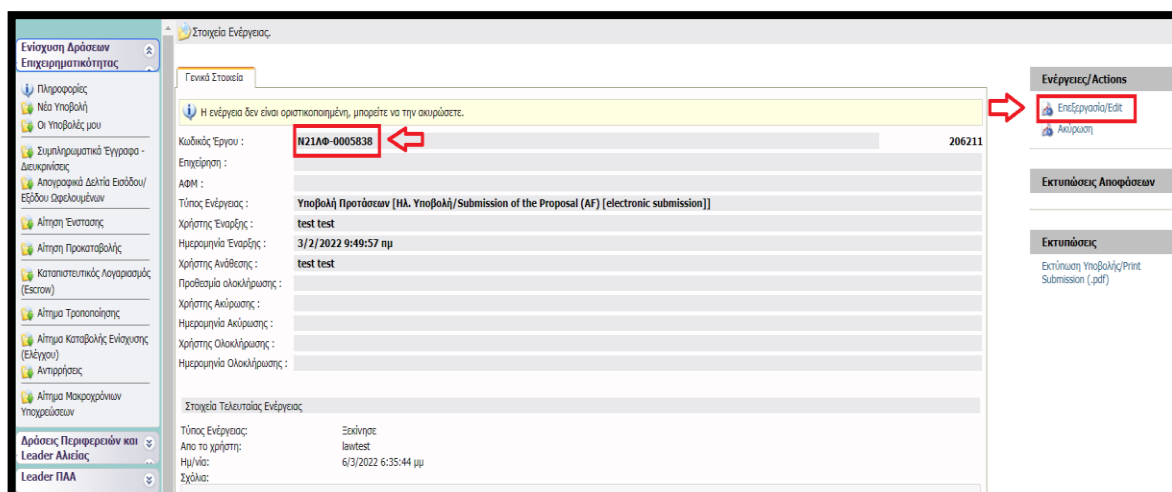 Ενίσχυση Δράσεων
Επιχειρηματικότητας
Πληροφορίες
Νέα Υποβολή
Οι Υποβολές μου
Συμπληρωματικά Έγγραφα -
Διευκρινίσεις
Απογραφικά Δελτία Εισόδου/
Εξόδου Ωφελουμένων
Αίτηση Ένστασης
Αίτηση Προκαταβολής
Καταπιστευτικός Λογαριασμός
(Escrow)
Αίτημα Τροποποίησης
Αίτημα Καταβολής Ενίσχυσης
(Ελέγχου)
Αντιρρήσεις
Αίτημα Μακροχρόνιων
Υποχρεώσεων
Δράσεις Περιφερειών και
Leader Αλιείας
Leader ΠΑΑ
Στοιχεία Ενέργειας.
Γενικά Στοιχεία
Η ενέργεια δεν είναι οριστικοποιημένη, μπορείτε να την ακυρώσετε.
Κωδικός Έργου : Ν21ΛΦ-0005838 206211
Επιχείρηση :
ΑΦΜ :
Τύπος Ενέργειας : Υποβολή Προτάσεων [Ηλ. Υποβολή/Submission of the Proposal (AF) [electronic submission]]
Χρήστης Έναρξης : test test
Ημερομηνία Έναρξης : 3/2/2022 9:49:57 πμ
Χρήστης Ανάθεσης : test test
Προθεσμία ολοκλήρωσης :
Χρήστης Ακύρωσης :
Ημερομηνία Ακύρωσης :
Χρήστης Ολοκλήρωσης :
Ημερομηνία Ολοκλήρωσης :
Στοιχεία Τελευταίας Ενέργειας
Τύπος Ενέργειας: Ξεκίνησε
Απο το χρήστη: lawtest
Ημ/νία: 6/3/2022 6:35:44 μμ
Σχόλια:
Ενέργειες/Actions
Επεξεργασία/Edit
Ακύρωση
Εκτυπώσεις Αποφάσεων
Εκτυπώσεις
Εκτύπωση Υποβολής/Print
Submission (.pdf)